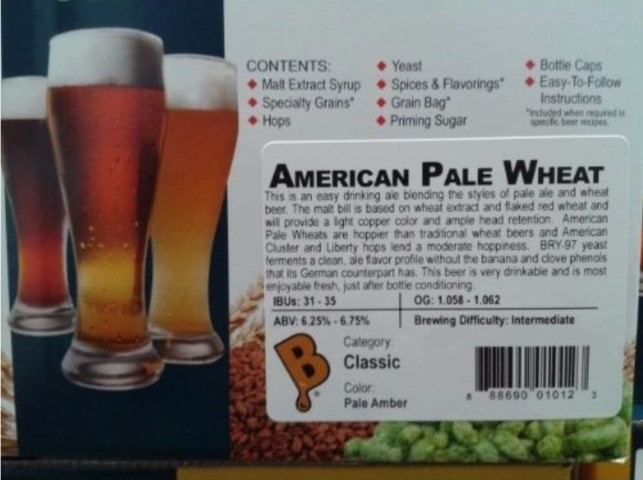 CONTENTS:
◆ Malt Extract Syrup
◆ Specialty Grains*
◆ Hops
◆ Yeast
◆ Spices & Flavorings*
◆ Grain Bag*
◆ Priming Sugar
◆ Bottle Caps
◆ Easy-To-Follow
Instructions
*Included when required in
specific beer recipes.
AMERICAN PALE WHEAT
This is an easy drinking ale blending the styles of pale ale and wheat
beer. The malt bill is based on wheat extract and flaked red wheat and
will provide a light copper color and ample head retention. American
Pale Wheats are hoppier than traditional wheat beers and American
Cluster and Liberty hops lend a moderate hoppiness. BRY-97 yeast
ferments a clean, ale flavor profile without the banana and clove phenols
that its German counterpart has. This beer is very drinkable and is most
enjoyable fresh, just after bottle conditioning.
IBUs: 31 - 35
OG: 1.058 - 1.062
ABV: 6.25% - 6.75%
Brewing Difficulty: Intermediate
B
Category:
Classic
Color:
Pale Amber
6 88690 01012 3